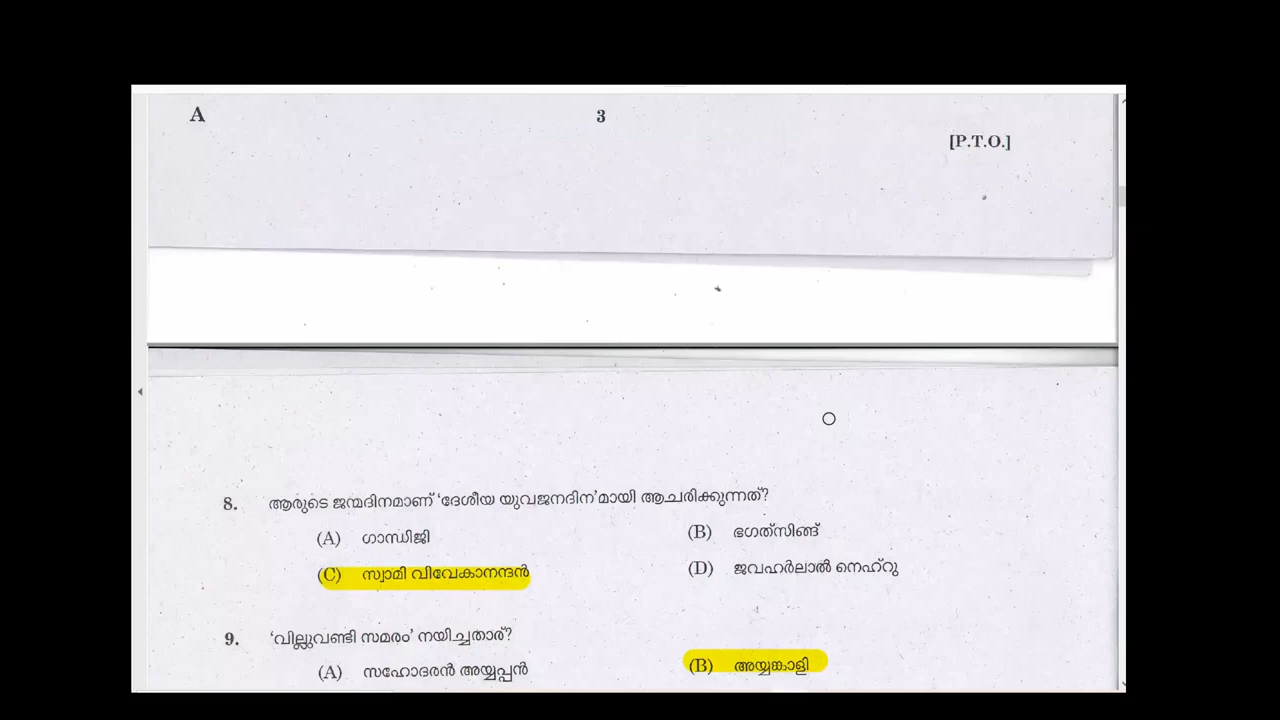 A 3
[P.T.O.]
8. ആരുടെ ജന്മദിനമാണ് ‘ദേശീയ യുവജനദിന’മായി ആചരിക്കുന്നത്?
(A) ഗാന്ധിജി (B) ഭഗത്‌സിങ്ങ്
(C) സ്വാമി വിവേകാനന്ദൻ (D) ജവഹർലാൽ നെഹ്റു
9. ‘വില്ലുവണ്ടി സമരം’ നയിച്ചതാര്?
(A) സഹോദരൻ അയ്യപ്പൻ (B) അയ്യങ്കാളി